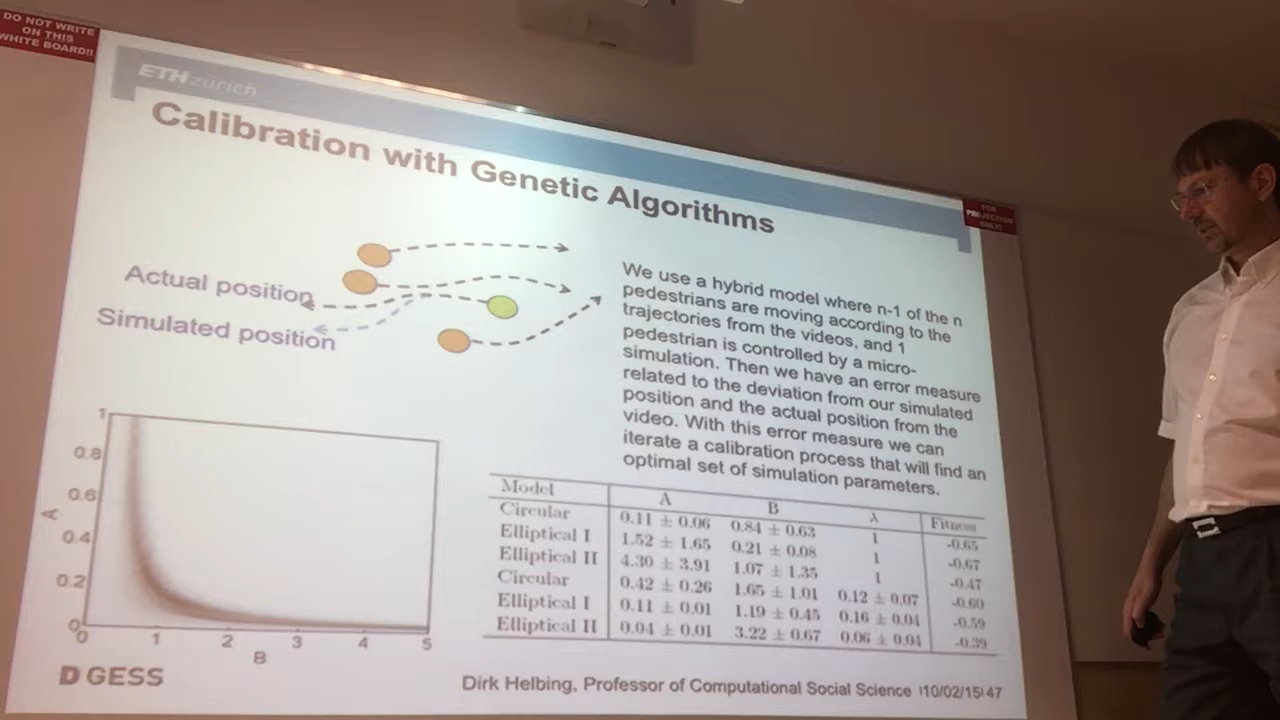 DO NOT WRITE
ON THIS
WHITE BOARD!!
ETH zürich
Calibration with Genetic Algorithms
FOR
PROJECTION
ONLY!
Actual position
Simulated position
We use a hybrid model where n-1 of the n
pedestrians are moving according to the
trajectories from the videos, and 1
pedestrian is controlled by a micro-
simulation. Then we have an error measure
related to the deviation from our simulated
position and the actual position from the
video. With this error measure we can
iterate a calibration process that will find an
optimal set of simulation parameters.
1
0.8
0.6
0.4
0.2
0
A
0 1 2 3 4 5
B
Model A B λ Fitness
Circular 0.11 ± 0.06 0.84 ± 0.63 1 -0.65
Elliptical I 1.52 ± 1.65 0.21 ± 0.08 1 -0.67
Elliptical II 4.30 ± 3.91 1.07 ± 1.35 1 -0.47
Circular 0.42 ± 0.26 1.65 ± 1.01 0.12 ± 0.07 -0.60
Elliptical I 0.11 ± 0.01 1.19 ± 0.45 0.16 ± 0.04 -0.59
Elliptical II 0.04 ± 0.01 3.22 ± 0.67 0.06 ± 0.04 -0.39
D GESS
Dirk Helbing, Professor of Computational Social Science 10/02/15 47